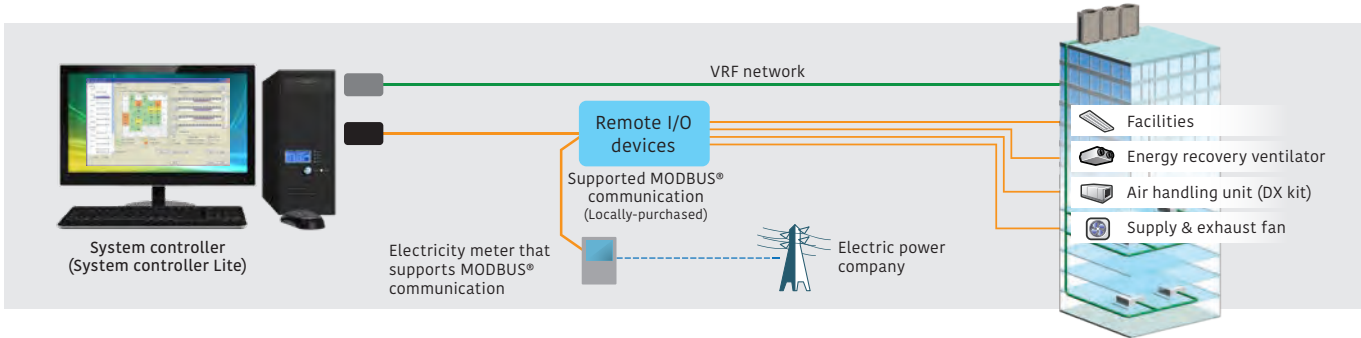 VRF network
Remote I/O
devices
Supported MODBUS®
communication
(Locally-purchased)
Facilities
Energy recovery ventilator
Air handling unit (DX kit)
Supply & exhaust fan
System controller
(System controller Lite)
Electricity meter that
supports MODBUS®
communication
Electric power
company